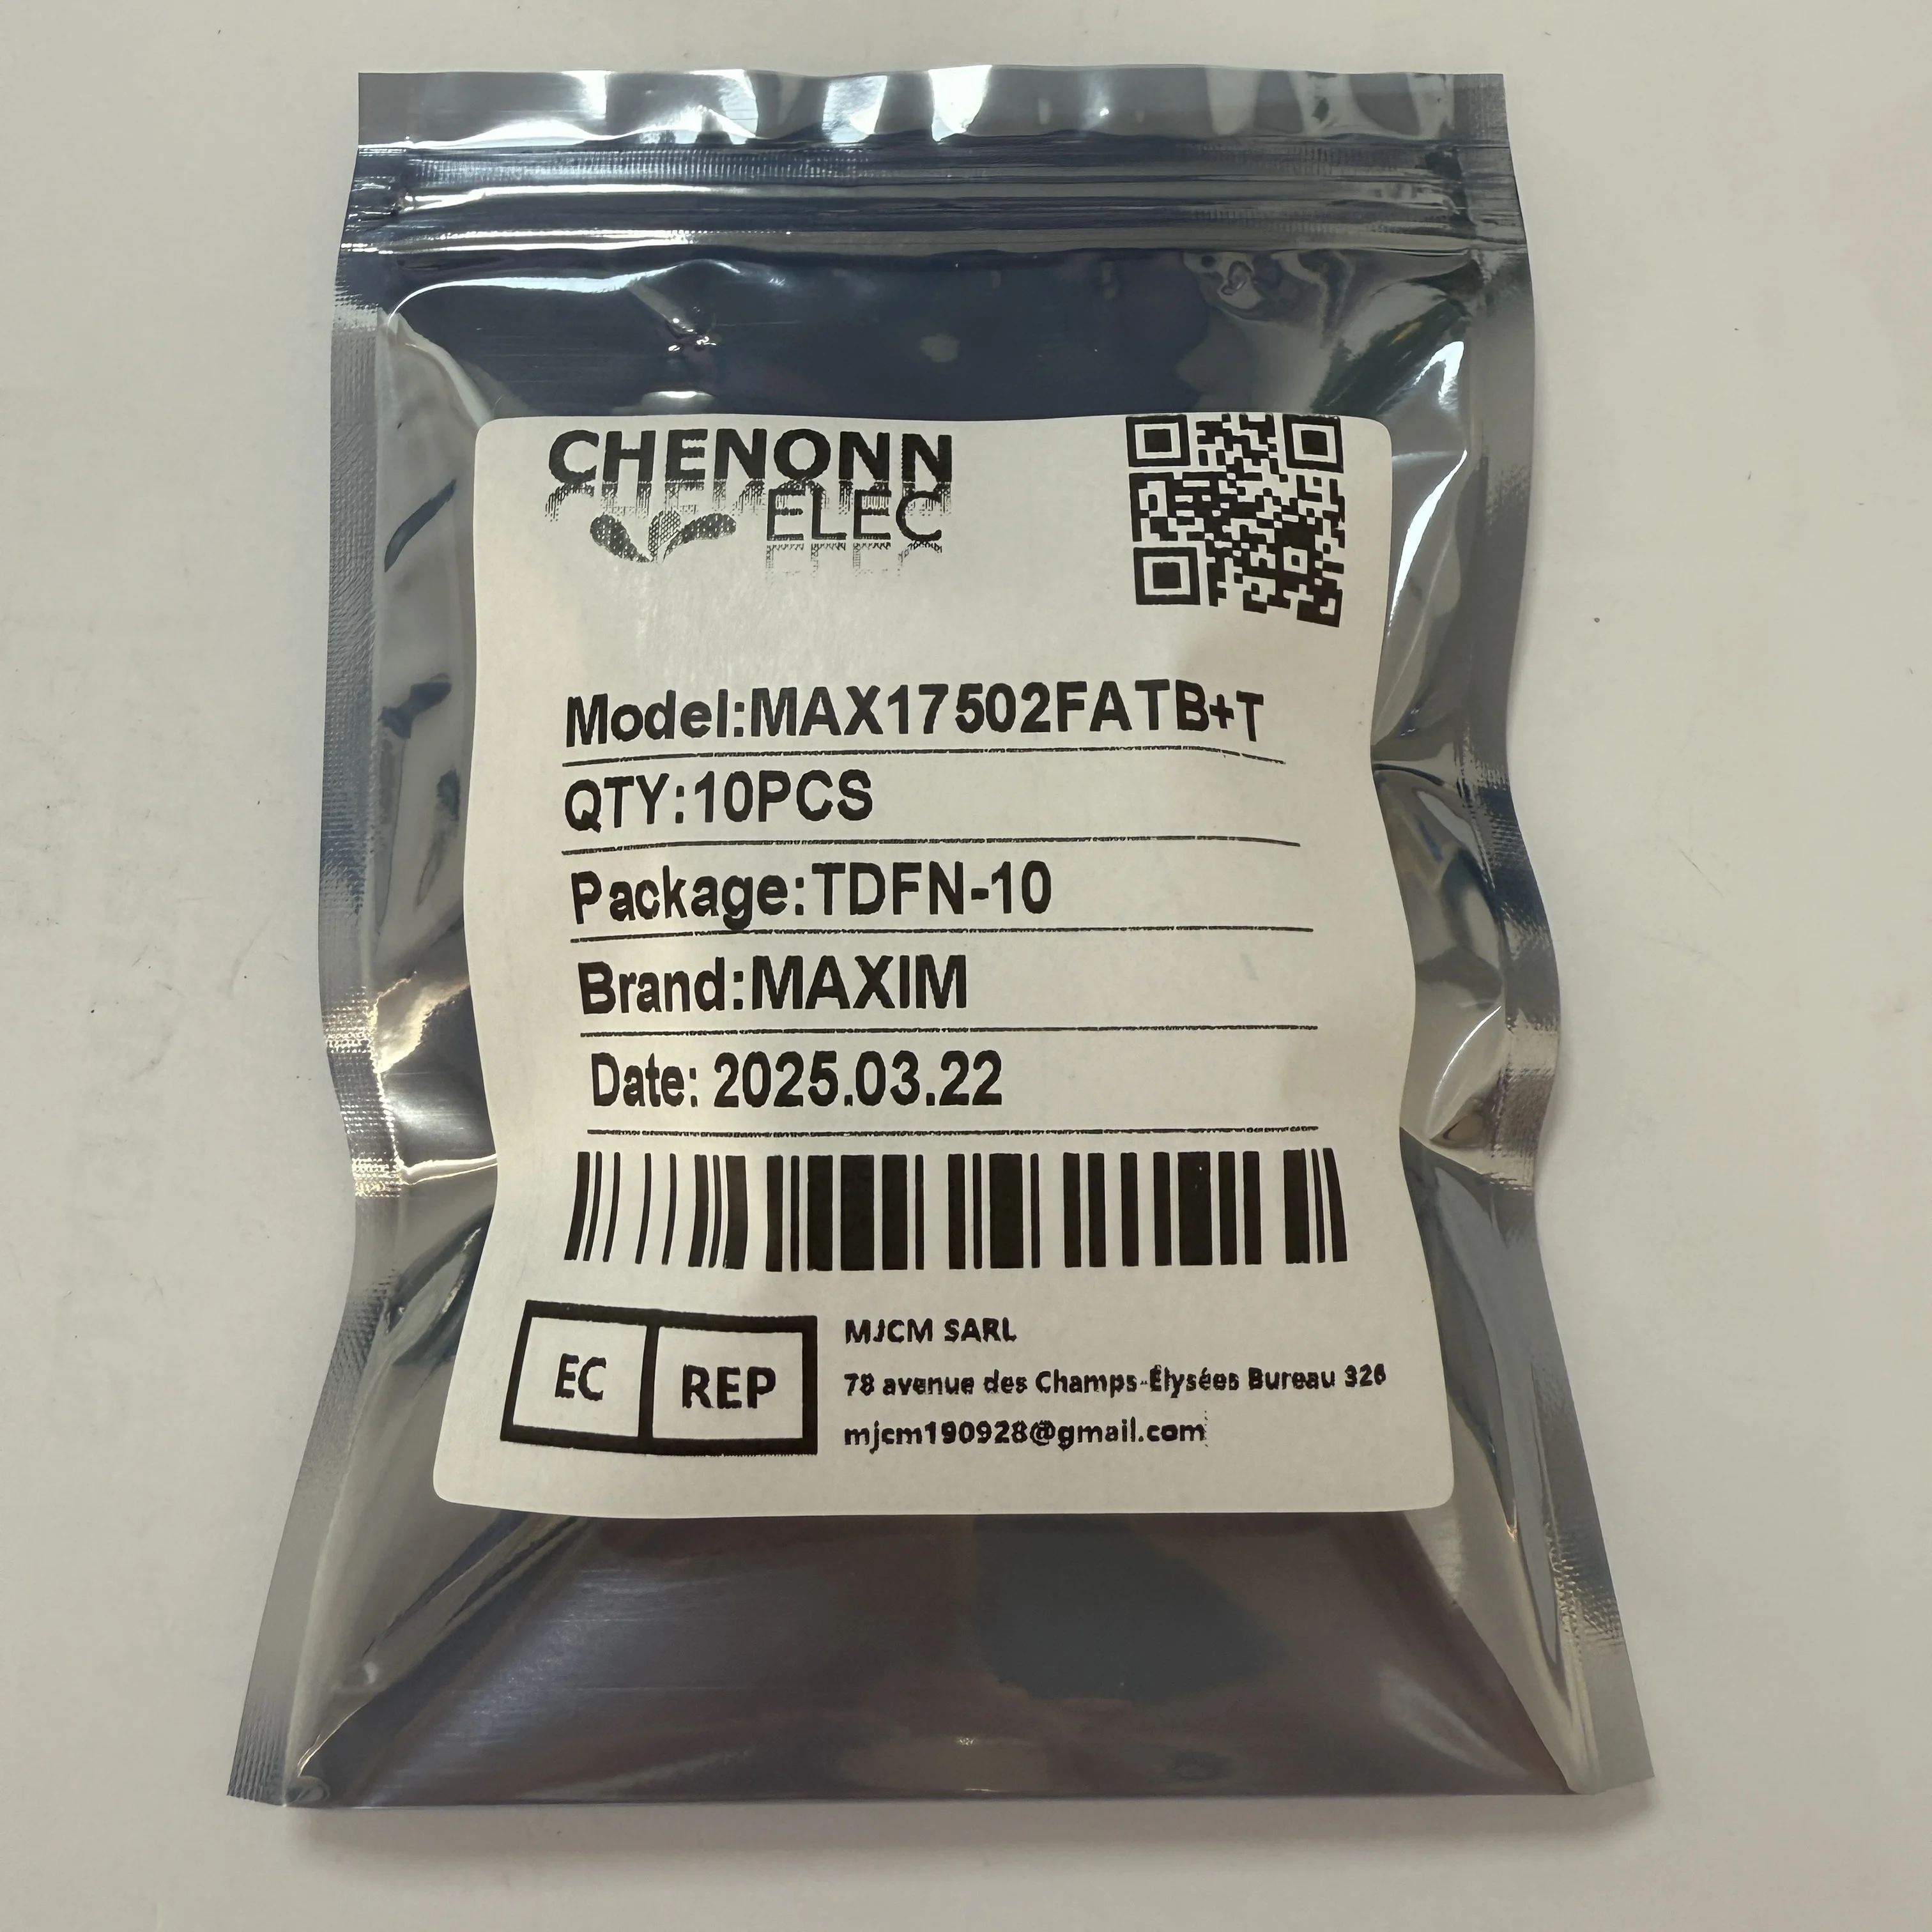 CHENONN
ELEC
Model:MAX17502FATB+T
QTY:10PCS
Package:TDFN-10
Brand:MAXIM
Date: 2025.03.22
EC REP
MJCM SARL
78 avenue des Champs-Élysées Bureau 326
mjcm190928@gmail.com